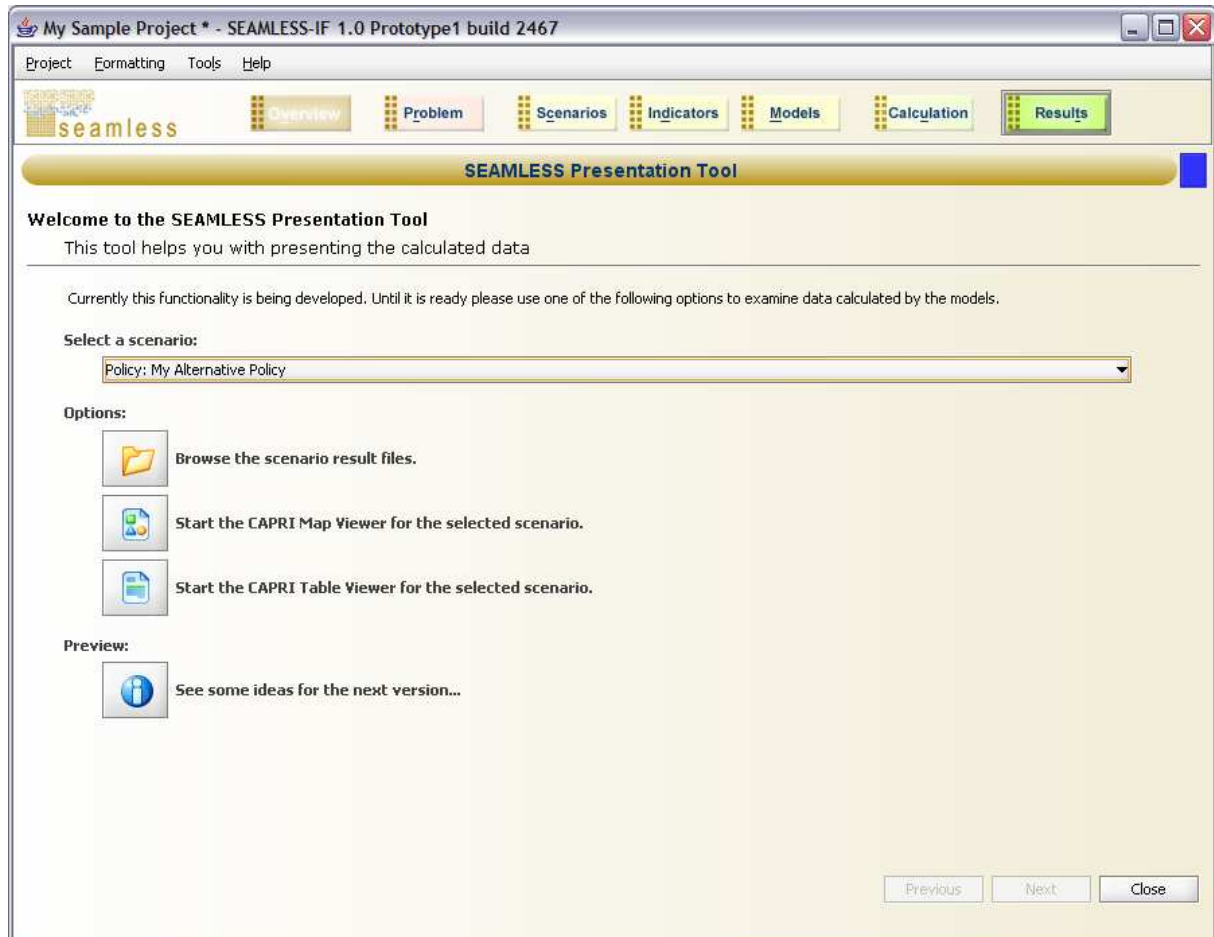 My Sample Project * - SEAMLESS-IF 1.0 Prototype1 build 2467
Project Formatting Tools Help
seamless
Overview Problem Scenarios Indicators Models Calculation Results
SEAMLESS Presentation Tool
Welcome to the SEAMLESS Presentation Tool
This tool helps you with presenting the calculated data
Currently this functionality is being developed. Until it is ready please use one of the following options to examine data calculated by the models.
Select a scenario:
Policy: My Alternative Policy
Options:
Browse the scenario result files.
Start the CAPRI Map Viewer for the selected scenario.
Start the CAPRI Table Viewer for the selected scenario.
Preview:
See some ideas for the next version...
Previous Next Close